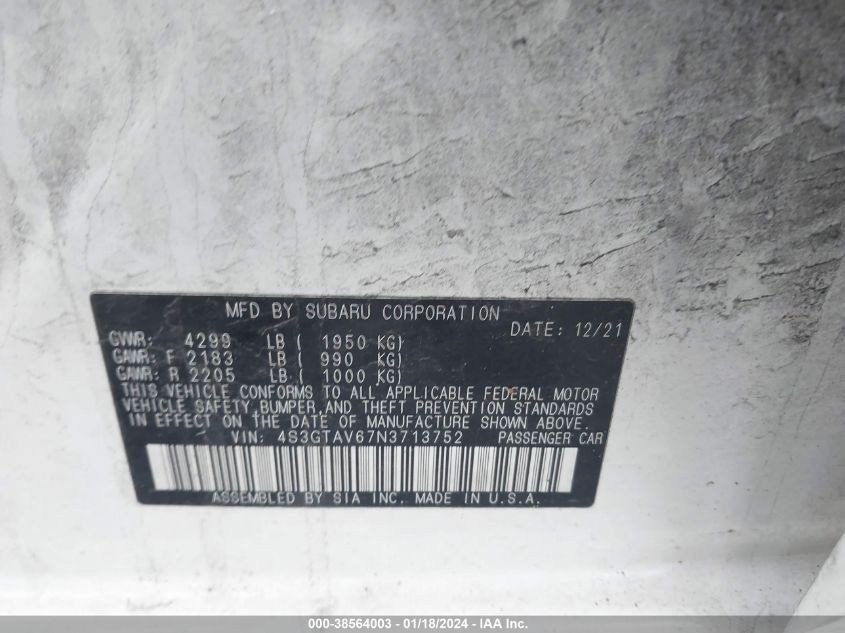 MFD BY SUBARU CORPORATION
DATE: 12/21
GVWR: 4299 LB ( 1950 KG)
GAWR: F 2183 LB ( 990 KG)
GAWR: R 2205 LB ( 1000 KG)
THIS VEHICLE CONFORMS TO ALL APPLICABLE FEDERAL MOTOR
VEHICLE SAFETY, BUMPER, AND THEFT PREVENTION STANDARDS
IN EFFECT ON THE DATE OF MANUFACTURE SHOWN ABOVE.
VIN: 4S3GTAV67N3713752 PASSENGER CAR
ASSEMBLED BY SIA INC. MADE IN U.S.A.
000-38564003 - 01/18/2024 - IAA Inc.